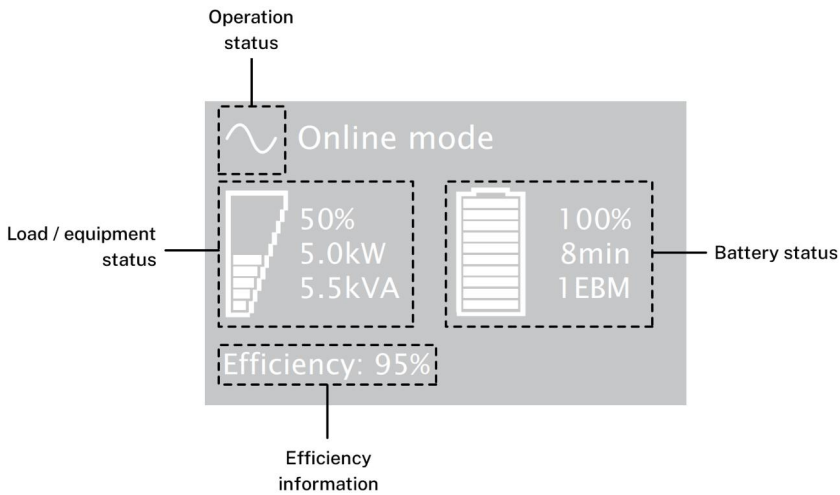 Operation
status
Online mode
Load / equipment
status
50%
5.0kW
5.5kVA
100%
8min
1EBM
Battery status
Efficiency: 95%
Efficiency
information